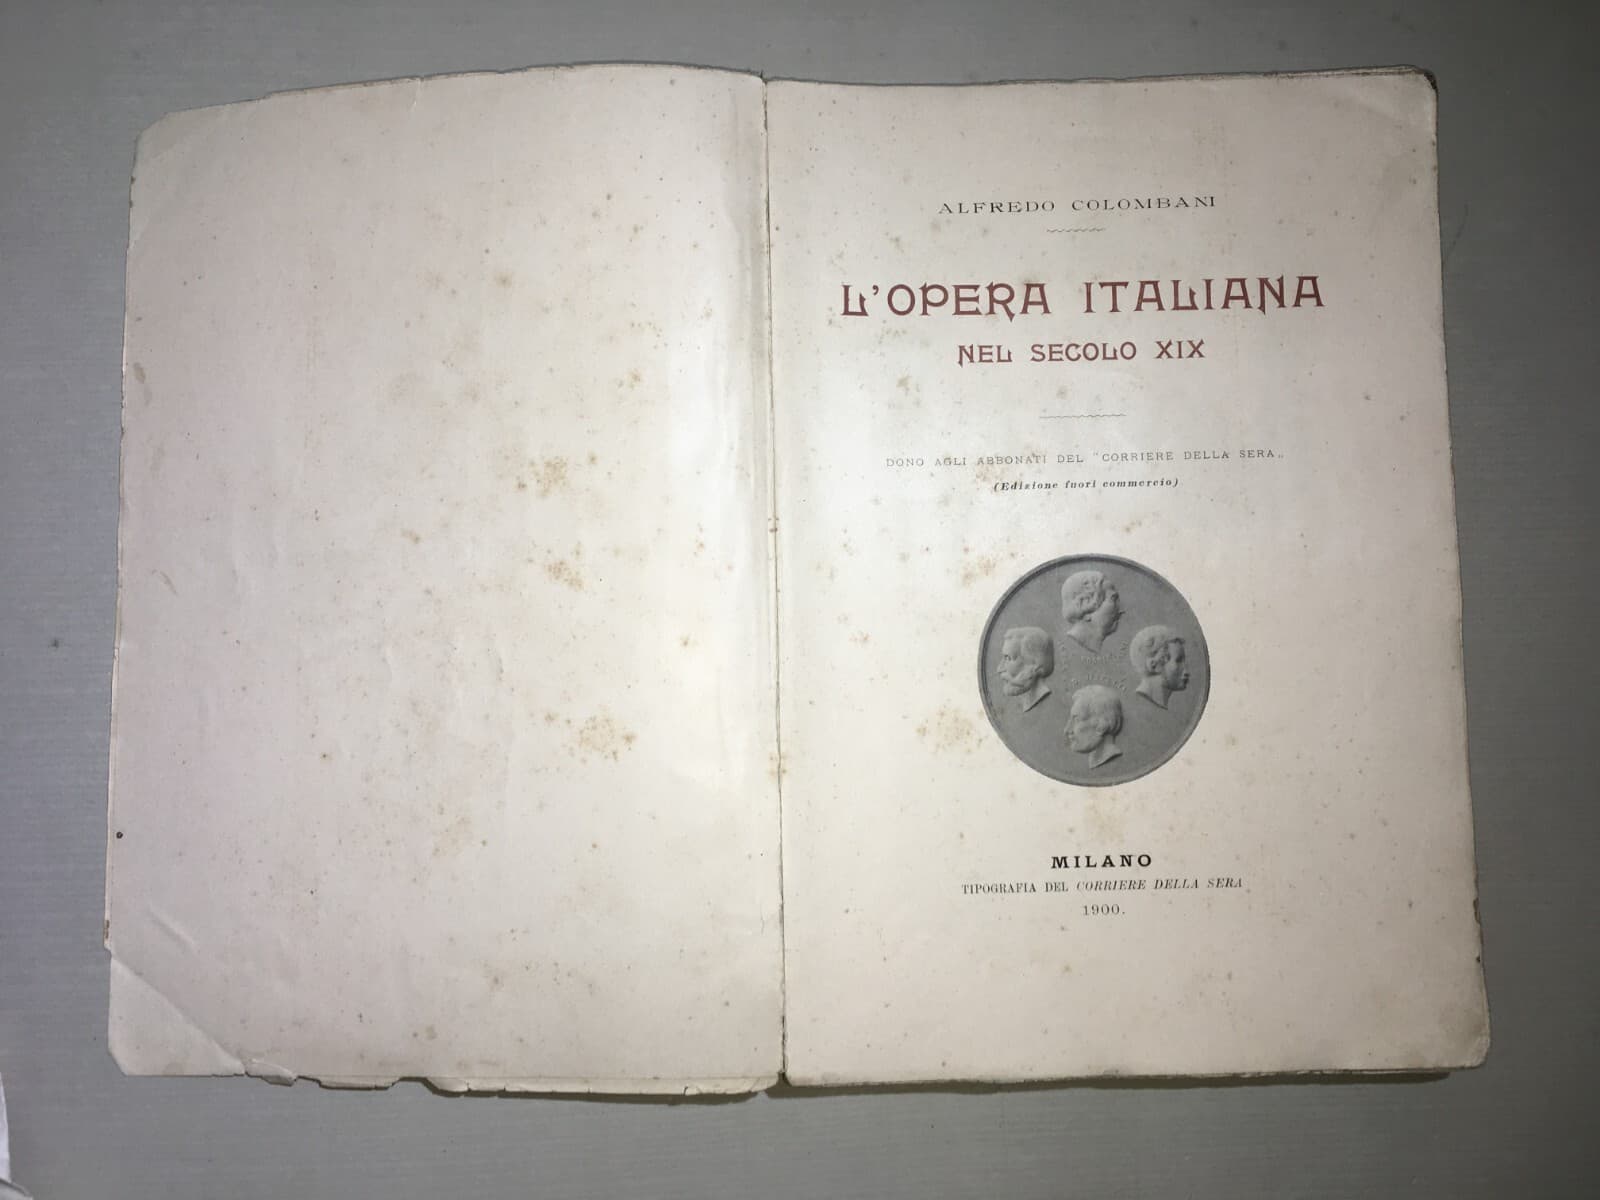 ALFREDO COLOMBANI
L'OPERA ITALIANA
NEL SECOLO XIX
DONO AGLI ABBONATI DEL "CORRIERE DELLA SERA„
(Edizione fuori commercio)
MILANO
TIPOGRAFIA DEL CORRIERE DELLA SERA
1900.